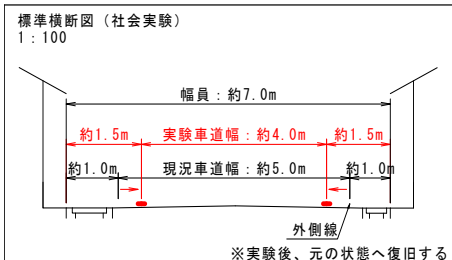 標準横断図（社会実験）
1：100
幅員：約7.0m
約1.5m 実験車道幅：約4.0m 約1.5m
約1.0m 現況車道幅：約5.0m 約1.0m
外側線
※実験後、元の状態へ復旧する